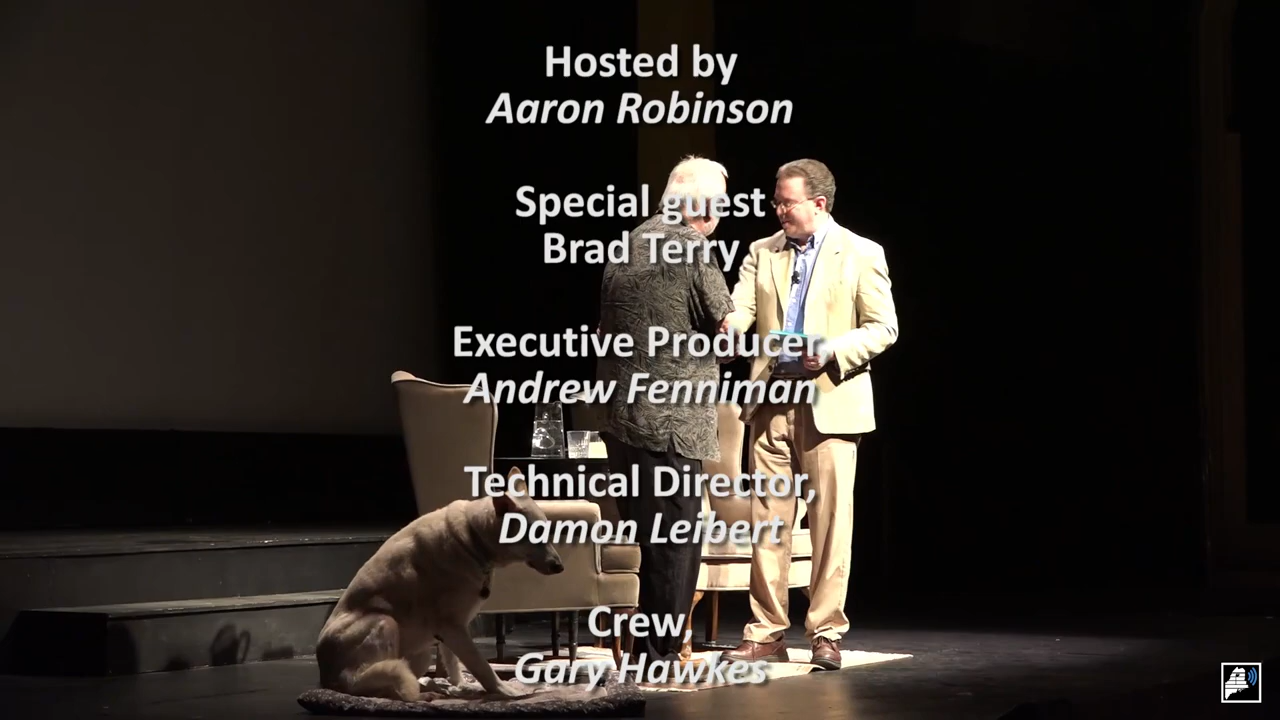 Hosted by
Aaron Robinson
Special guest
Brad Terry
Executive Producer,
Andrew Fenniman
Technical Director,
Damon Leibert
Crew,
Gary Hawkes